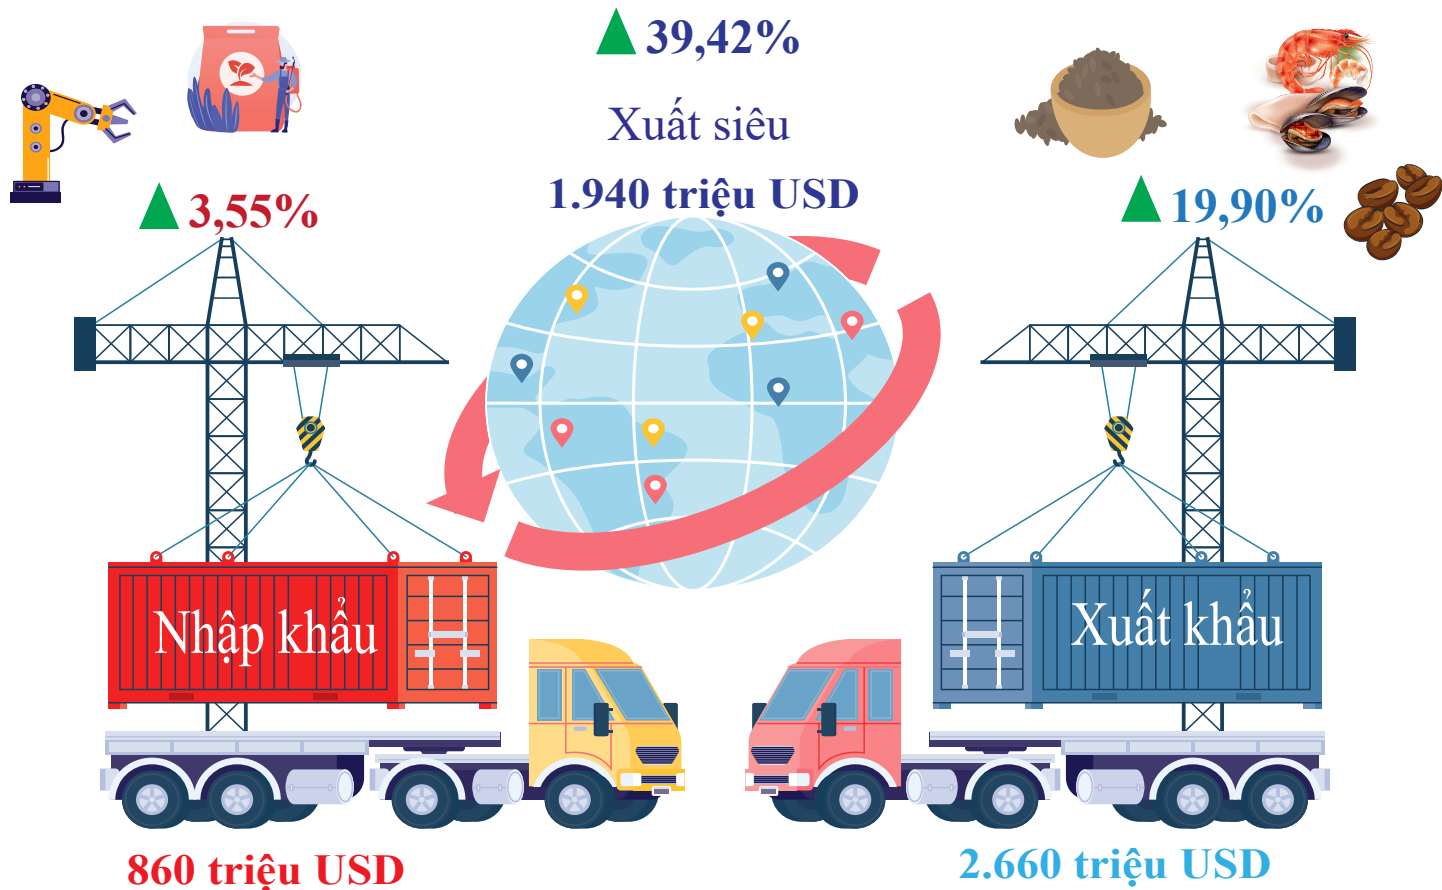 39,42%
Xuất siêu
1.940 triệu USD
3,55%
19,90%
Nhập khẩu
Xuất khẩu
860 triệu USD
2.660 triệu USD